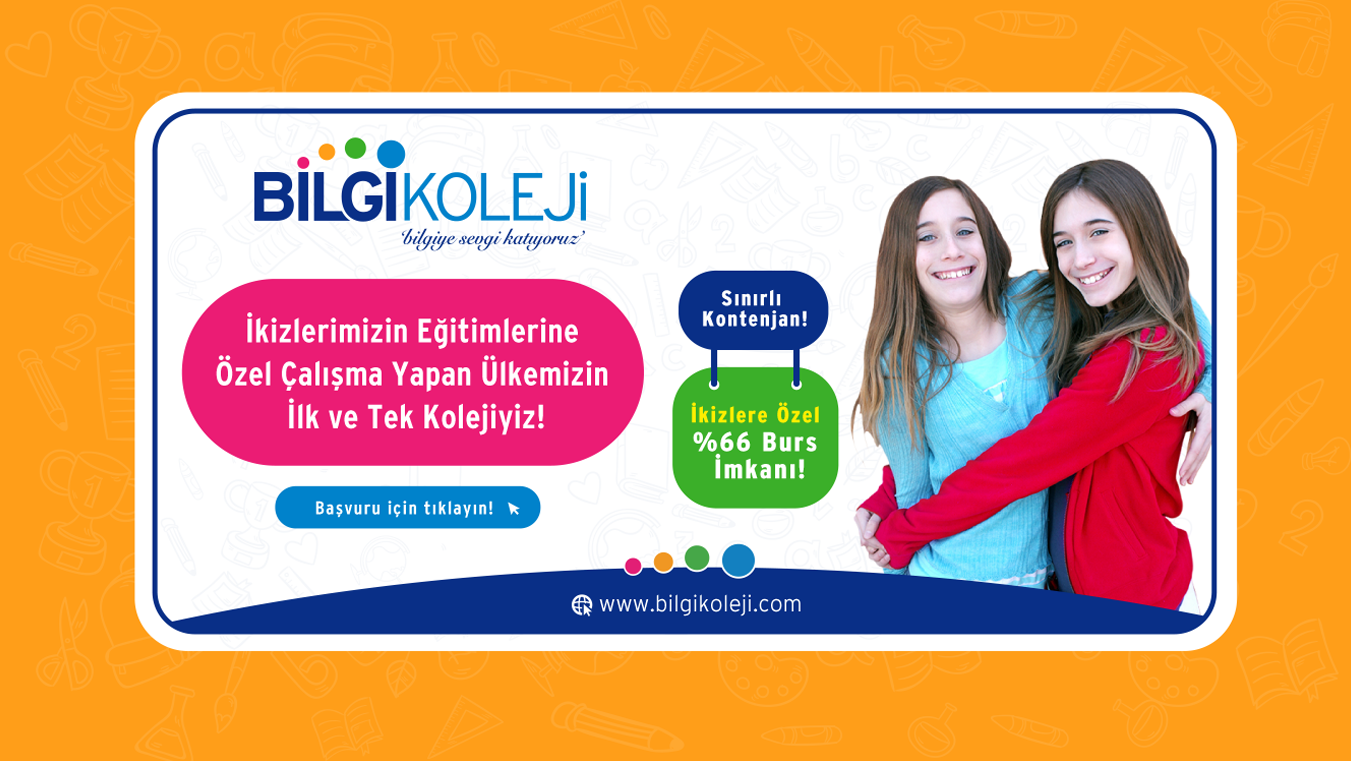 BİLGİKOLEJi
'bilgiye sevgi katıyoruz'
İkizlerimizin Eğitimlerine
Özel Çalışma Yapan Ülkemizin
İlk ve Tek Kolejiyiz!
Başvuru için tıklayın!
Sınırlı
Kontenjan!
İkizlere Özel
%66 Burs
İmkanı!
www.bilgikoleji.com